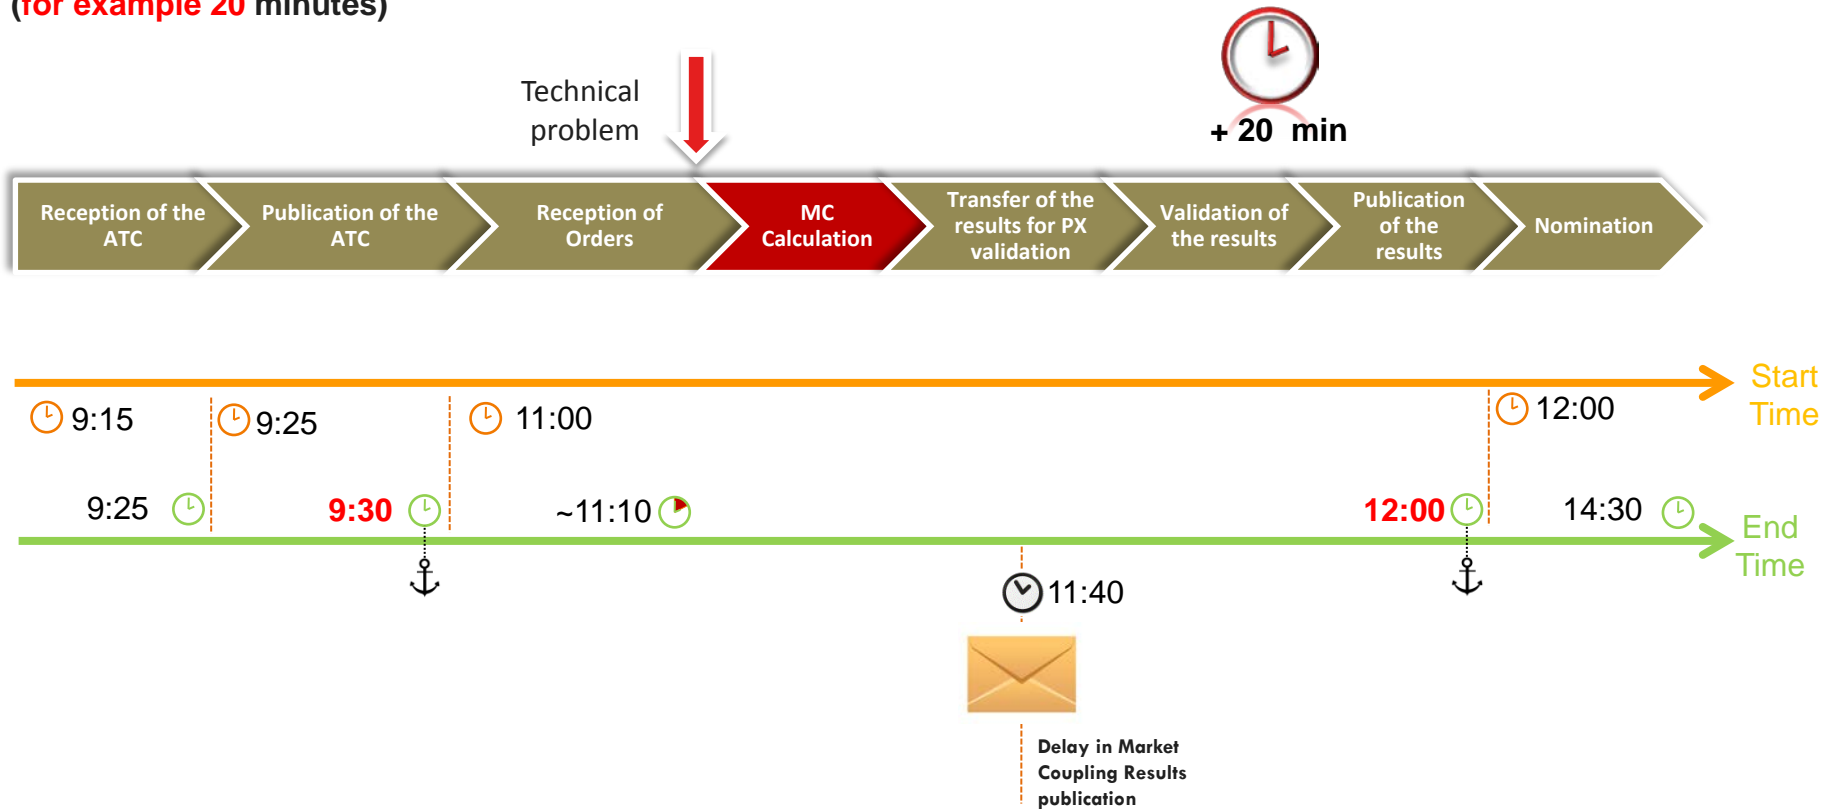 (for example 20 minutes)
Technical
problem
+ 20 min
Reception of the
ATC
Publication of the
ATC
Reception of
Orders
MC
Calculation
Transfer of the
results for PX
validation
Validation of
the results
Publication
of the
results
Nomination
Start
Time
9:15
9:25
11:00
12:00
9:25
9:30
~11:10
12:00
14:30
End
Time
11:40
Delay in Market
Coupling Results
publication